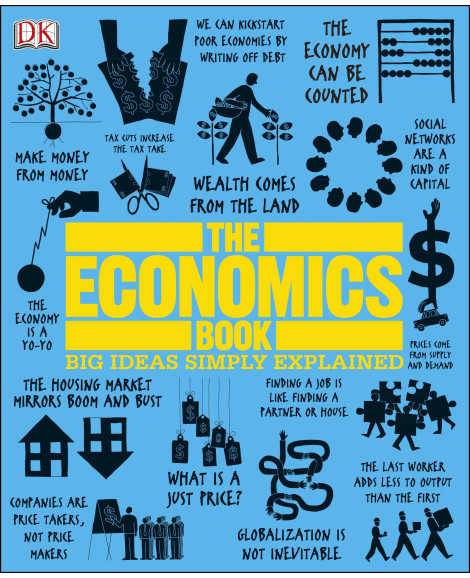 DK
WE CAN KICKSTART
POOR ECONOMIES BY
WRITING OFF DEBT
THE
ECONOMY
CAN BE
COUNTED
MAKE MONEY
FROM MONEY
TAX CUTS INCREASE
THE TAX TAKE
SOCIAL
NETWORKS
ARE A
KIND OF
CAPITAL
WEALTH COMES
FROM THE LAND
THE
ECONOMICS
BOOK
BIG IDEAS SIMPLY EXPLAINED
THE
ECONOMY
IS A
YO-YO
PRICES COME
FROM SUPPLY
AND DEMAND
THE HOUSING MARKET
MIRRORS BOOM AND BUST
FINDING A JOB IS
LIKE FINDING A
PARTNER OR HOUSE
WHAT IS A
JUST PRICE?
THE LAST WORKER
ADDS LESS TO OUTPUT
THAN THE FIRST
COMPANIES ARE
PRICE TAKERS,
NOT PRICE
MAKERS
GLOBALIZATION IS
NOT INEVITABLE